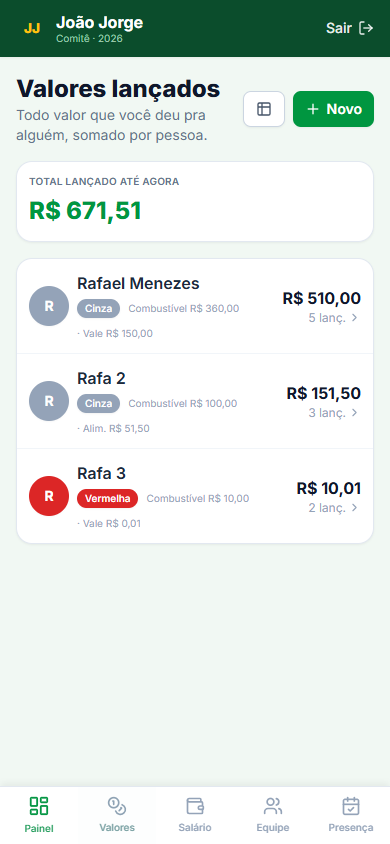 JJ
João Jorge
Comitê · 2026
Sair
Valores lançados
Todo valor que você deu pra
alguém, somado por pessoa.
Novo
TOTAL LANÇADO ATÉ AGORA
R$ 671,51
R
Rafael Menezes
Cinza Combustível R$ 360,00
· Vale R$ 150,00
R$ 510,00
5 lanç.
R
Rafa 2
Cinza Combustível R$ 100,00
· Alim. R$ 51,50
R$ 151,50
3 lanç.
R
Rafa 3
Vermelha Combustível R$ 10,00
· Vale R$ 0,01
R$ 10,01
2 lanç.
Painel
Valores
Salário
Equipe
Presença